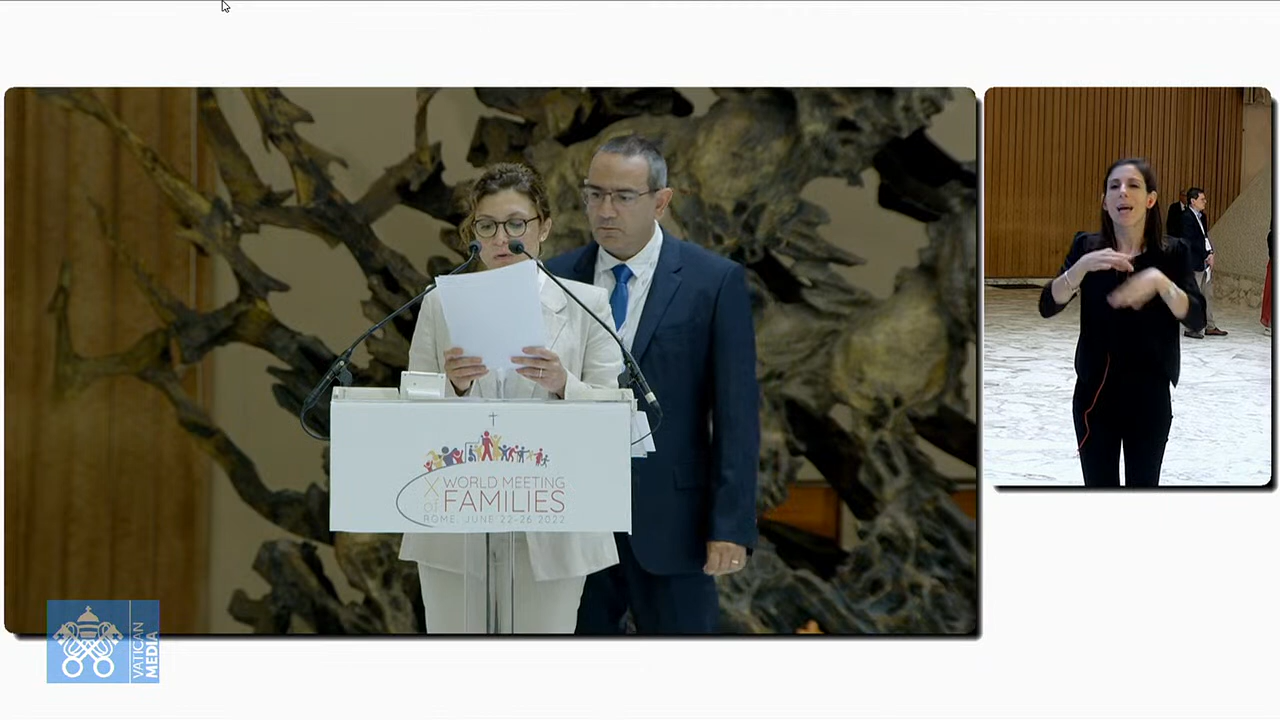 X WORLD MEETING
of FAMILIES
ROME, JUNE 22-26 2022
VATICAN
MEDIA